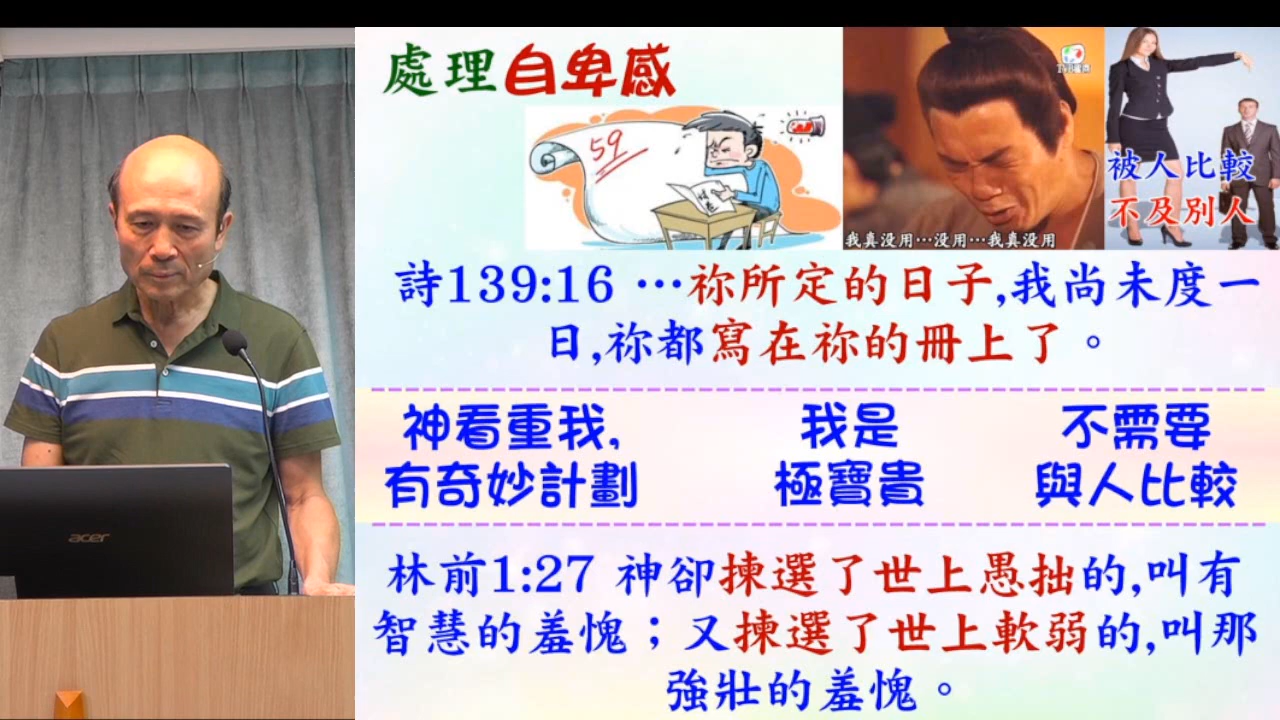 處理自卑感
59
我真没用…没用…我真没用
被人比較
不及別人
詩139:16 …祢所定的日子,我尚未度一
日,祢都寫在祢的冊上了。
神看重我,
有奇妙計劃
我是
極寶貴
不需要
與人比較
林前1:27 神卻揀選了世上愚拙的,叫有
智慧的羞愧；又揀選了世上軟弱的,叫那
強壯的羞愧。
acer